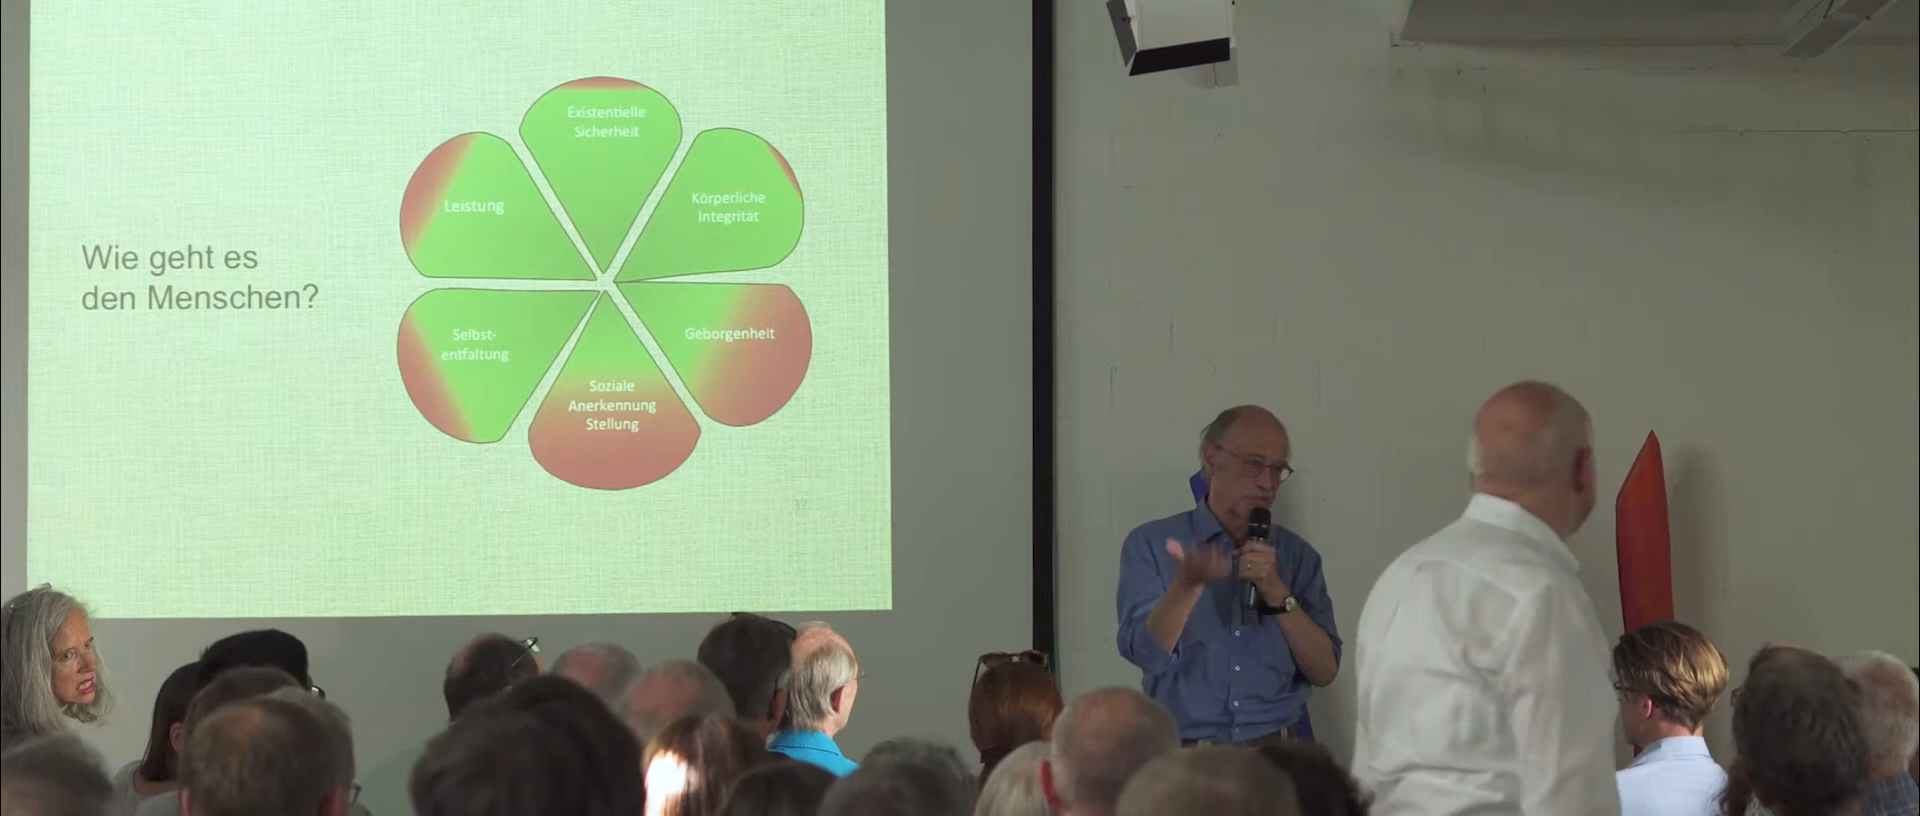 Wie geht es
den Menschen?
Existentielle
Sicherheit
Körperliche
Integrität
Geborgenheit
Soziale
Anerkennung
Stellung
Selbst-
entfaltung
Leistung